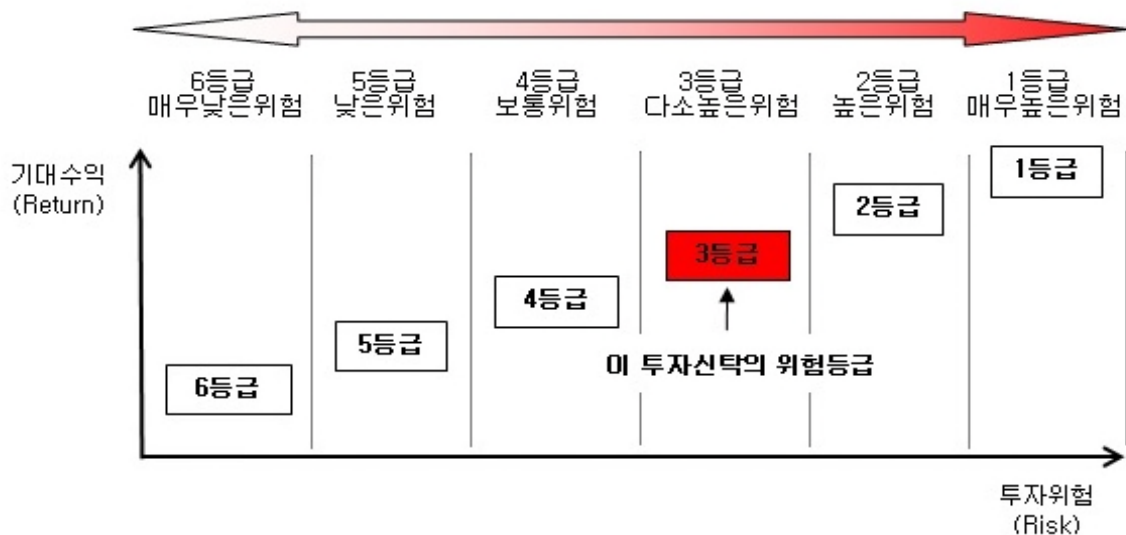 6등급 5등급 4등급 3등급 2등급 1등급
매우낮은위험 낮은위험 보통위험 다소높은위험 높은위험 매우높은위험
기대수익
(Return)
1등급
2등급
3등급
4등급
5등급
이 투자신탁의 위험등급
6등급
투자위험
(Risk)